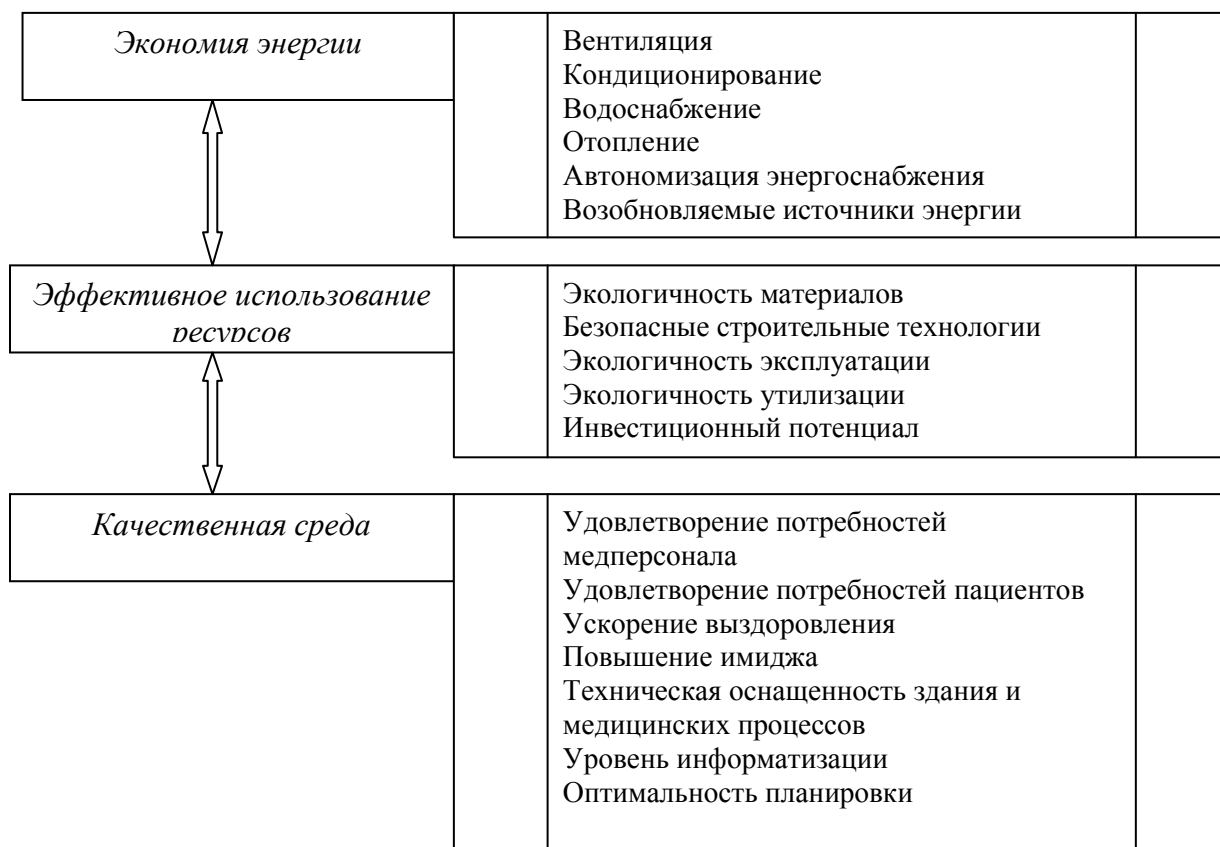 Экономия энергии
Вентиляция
Кондиционирование
Водоснабжение
Отопление
Автономизация энергоснабжения
Возобновляемые источники энергии
Эффективное использование
ресурсов
Экологичность материалов
Безопасные строительные технологии
Экологичность эксплуатации
Экологичность утилизации
Инвестиционный потенциал
Качественная среда
Удовлетворение потребностей
медперсонала
Удовлетворение потребностей пациентов
Ускорение выздоровления
Повышение имиджа
Техническая оснащенность здания и
медицинских процессов
Уровень информатизации
Оптимальность планировки